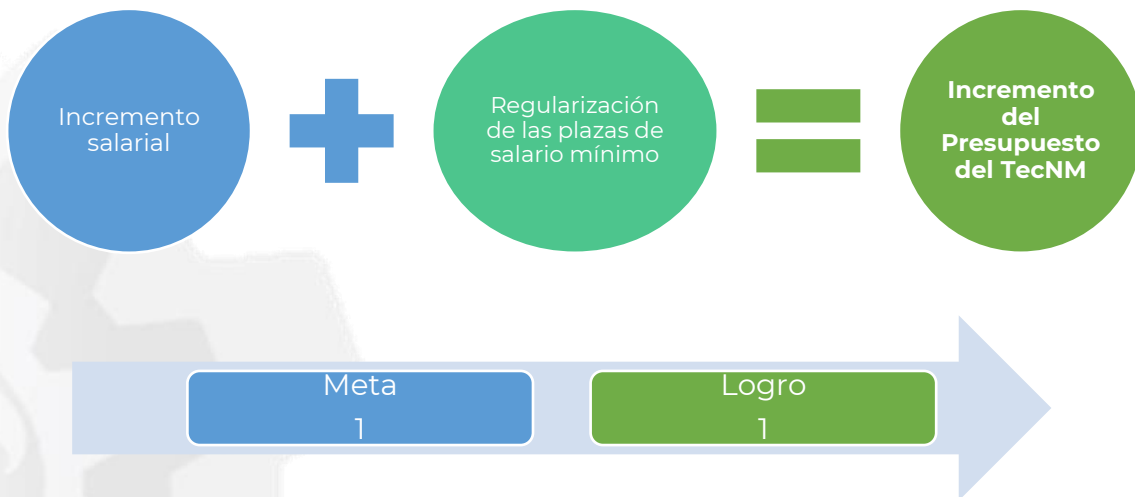 Incremento
salarial
Regularización
de las plazas de
salario mínimo
Incremento
del
Presupuesto
del TecNM
Meta
1
Logro
1